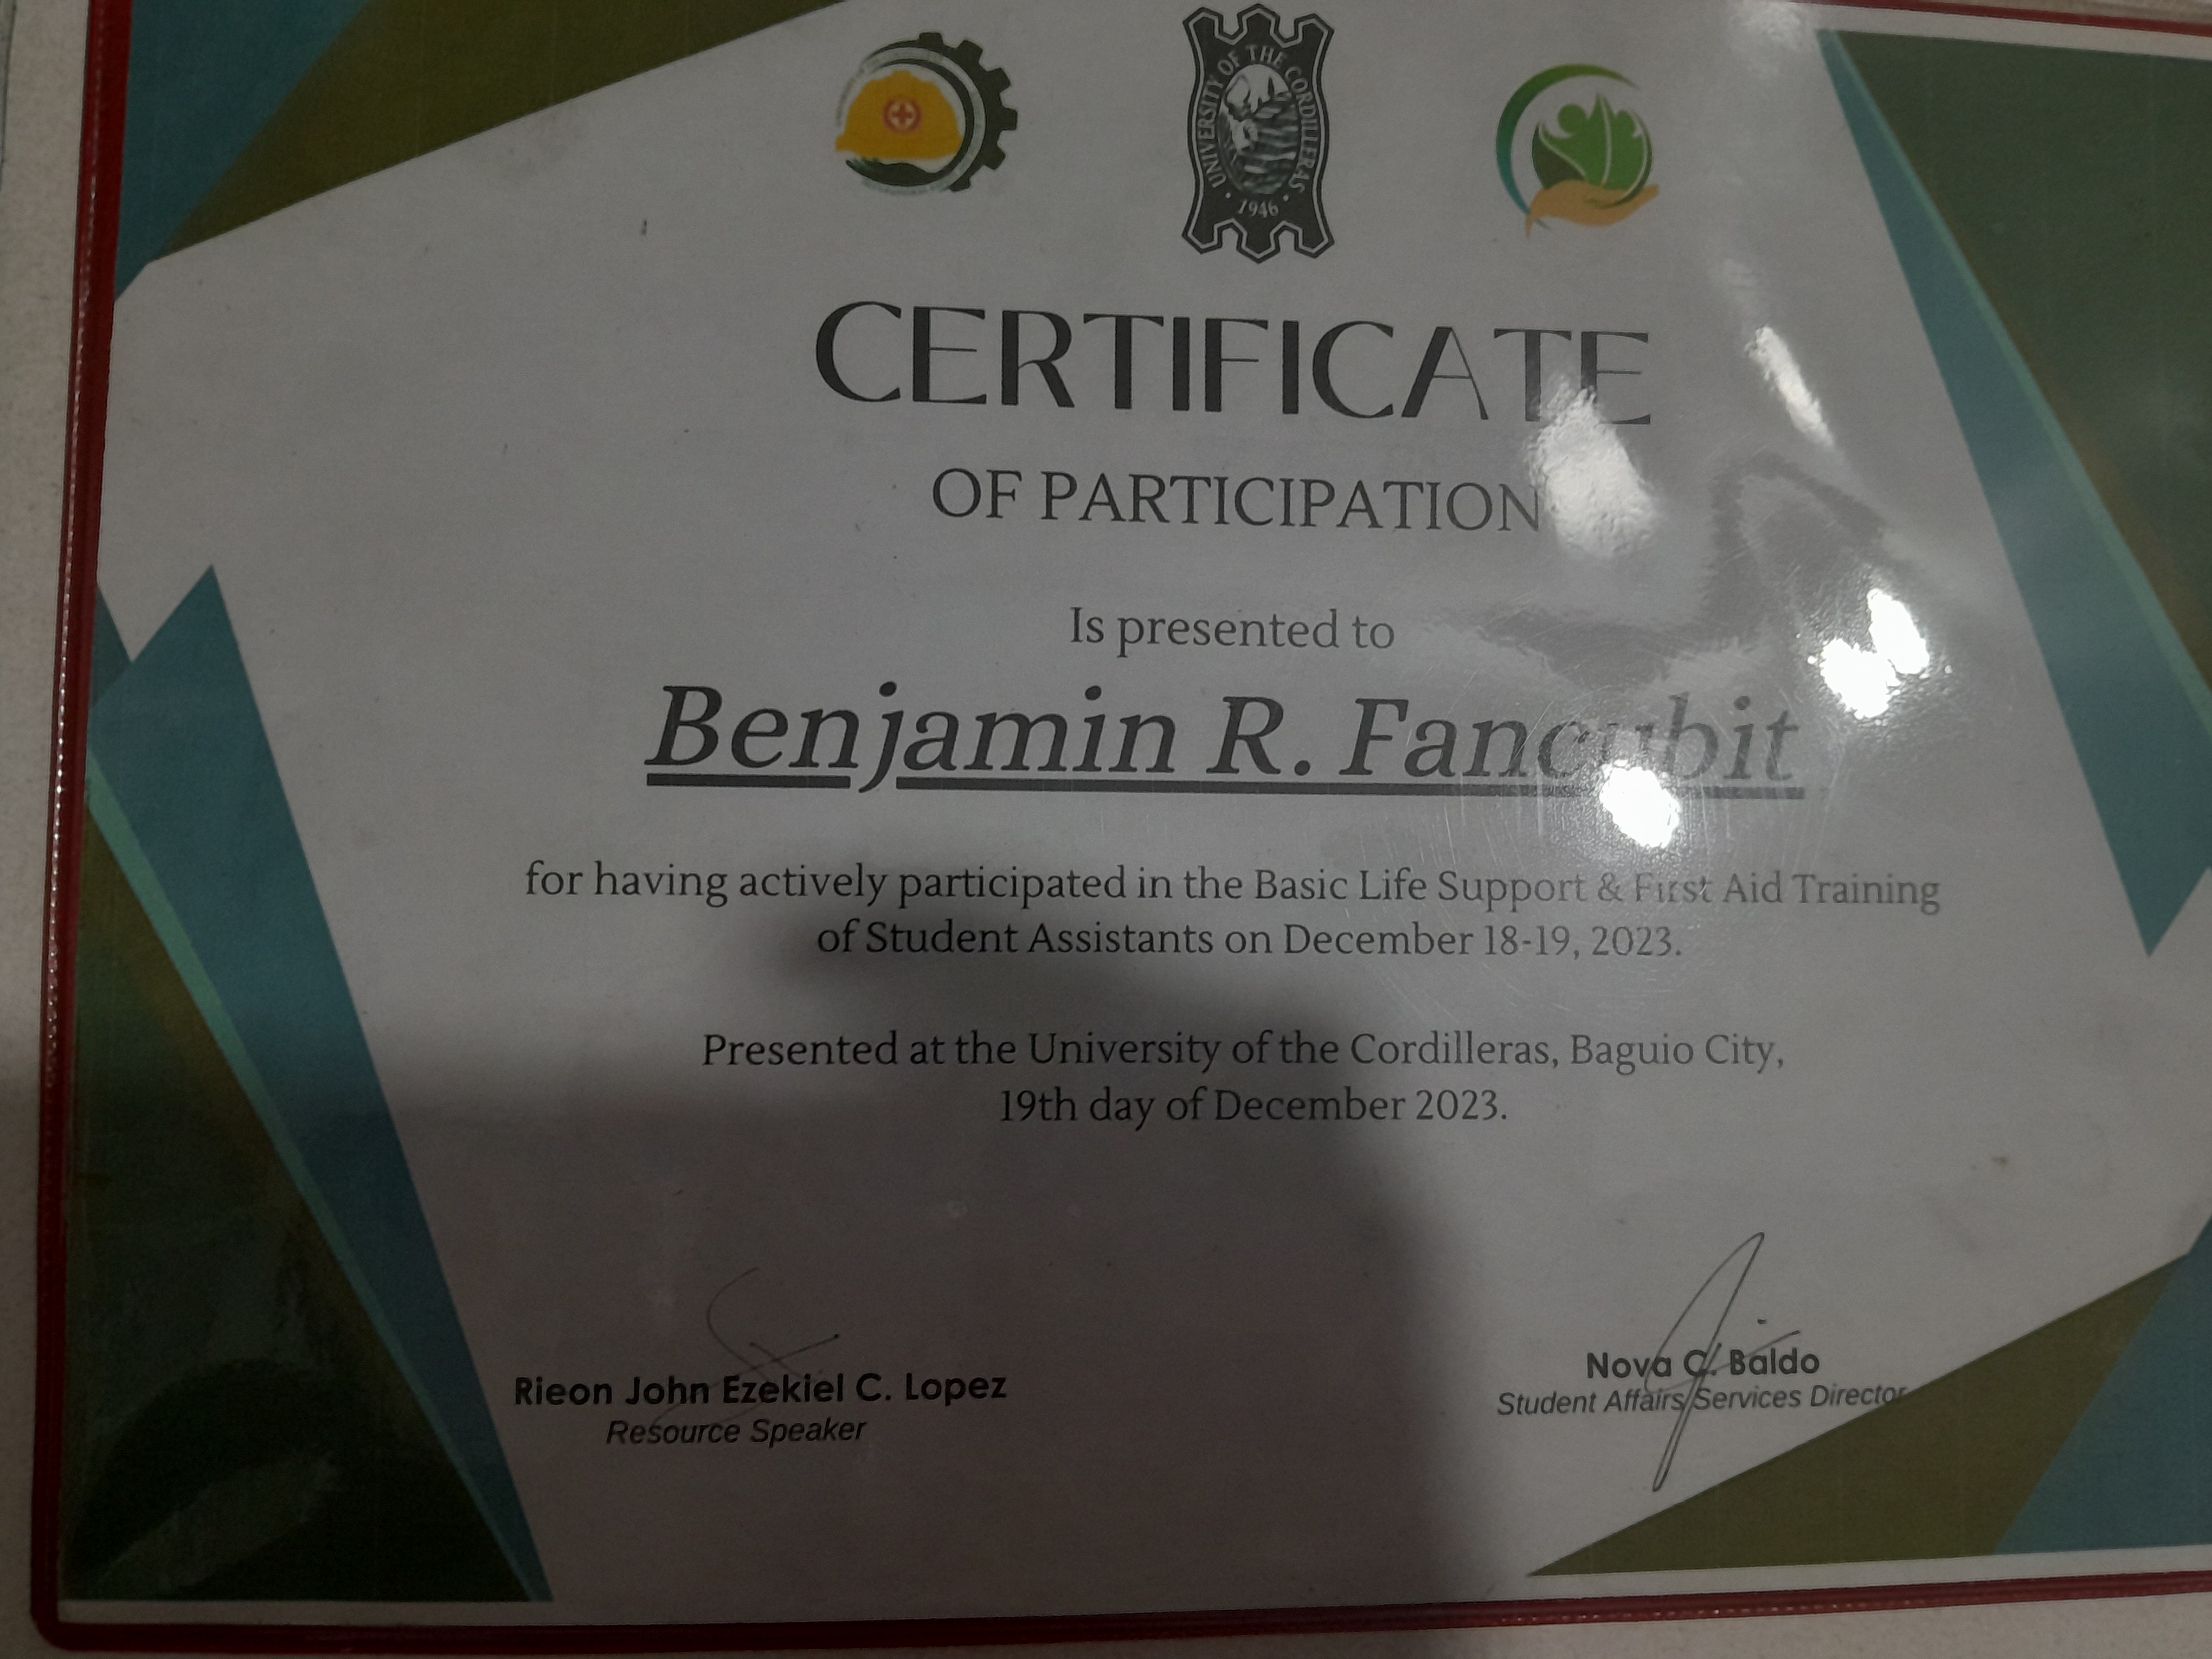 UNIVERSITY OF THE CORDILLERAS
1946
CERTIFICATE
OF PARTICIPATION
Is presented to
Benjamin R. Fancubit
for having actively participated in the Basic Life Support & First Aid Training
of Student Assistants on December 18-19, 2023.
Presented at the University of the Cordilleras, Baguio City,
19th day of December 2023.
Rieon John Ezekiel C. Lopez
Resource Speaker
Nova C. Baldo
Student Affairs/Services Director